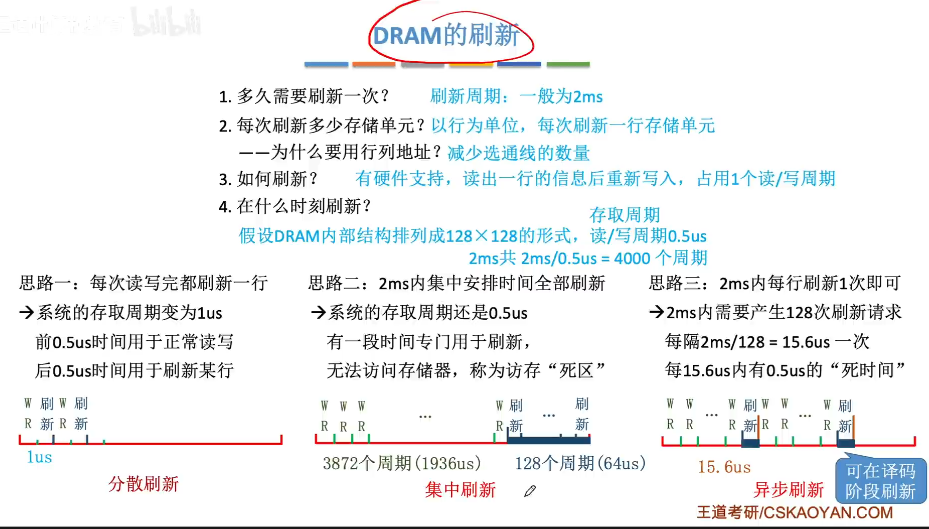 bilibili
DRAM的刷新
1. 多久需要刷新一次? 刷新周期：一般为2ms
2. 每次刷新多少存储单元? 以行为单位，每次刷新一行存储单元
——为什么要用行列地址? 减少选通线的数量
3. 如何刷新? 有硬件支持，读出一行的信息后重新写入，占用1个读/写周期
4. 在什么时刻刷新?
存取周期
假设DRAM内部结构排列成128×128的形式，读/写周期0.5us
2ms共 2ms/0.5us = 4000 个周期
思路一：每次读写完都刷新一行
→系统的存取周期变为1us
前0.5us时间用于正常读写
后0.5us时间用于刷新某行
W 刷 W 刷
R 新 R 新
1us
分散刷新
思路二：2ms内集中安排时间全部刷新
→系统的存取周期还是0.5us
有一段时间专门用于刷新，
无法访问存储器，称为访存“死区”
W W W … W 刷 … 刷
R R R R 新 新
3872个周期(1936us) 128个周期(64us)
集中刷新
思路三：2ms内每行刷新1次即可
→2ms内需要产生128次刷新请求
每隔2ms/128 = 15.6us 一次
每15.6us内有0.5us的“死时间”
W W … W 刷 W W … W 刷
R R R 新 R R R 新
15.6us
异步刷新
可在译码
阶段刷新
王道考研/CSKAOYAN.COM